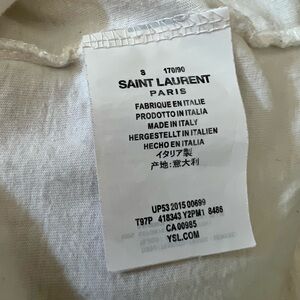 S 170/90
SAINT LAURENT
PARIS
FABRIQUE EN ITALIE
PRODOTTO IN ITALIA
MADE IN ITALY
HERGESTELLT IN ITALIEN
HECHO EN ITALIA
イタリア製
产地:意大利
UP53 2015 00699
T97P 418343 Y2PM1 8486
CA 00985
YSL.COM